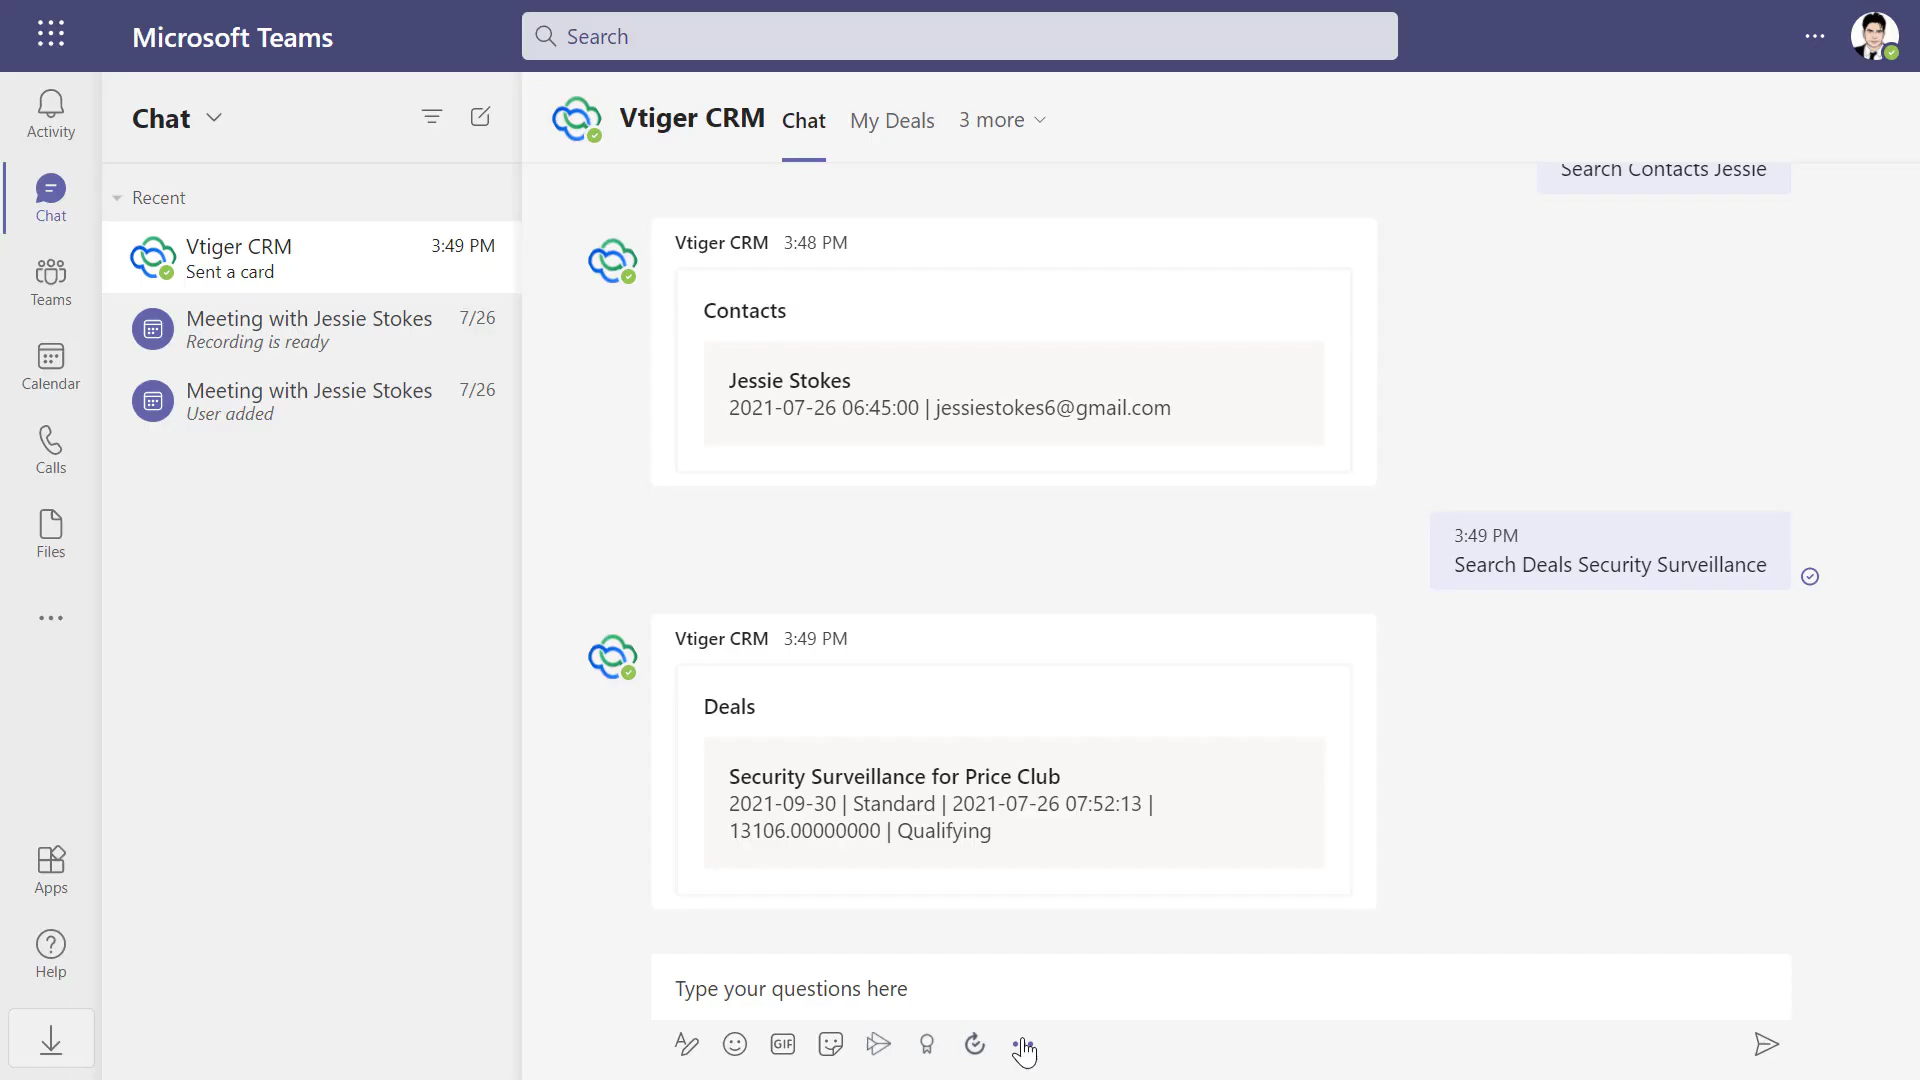 Microsoft Teams
Search
Activity
Chat
Teams
Calendar
Calls
Files
Apps
Help
Chat
Recent
Vtiger CRM 3:49 PM
Sent a card
Meeting with Jessie Stokes 7/26
Recording is ready
Meeting with Jessie Stokes 7/26
User added
Vtiger CRM Chat My Deals 3 more
Search Contacts Jessie
Vtiger CRM 3:48 PM
Contacts
Jessie Stokes
2021-07-26 06:45:00 | jessiestokes6@gmail.com
3:49 PM
Search Deals Security Surveillance
Vtiger CRM 3:49 PM
Deals
Security Surveillance for Price Club
2021-09-30 | Standard | 2021-07-26 07:52:13 |
13106.00000000 | Qualifying
Type your questions here
GIF